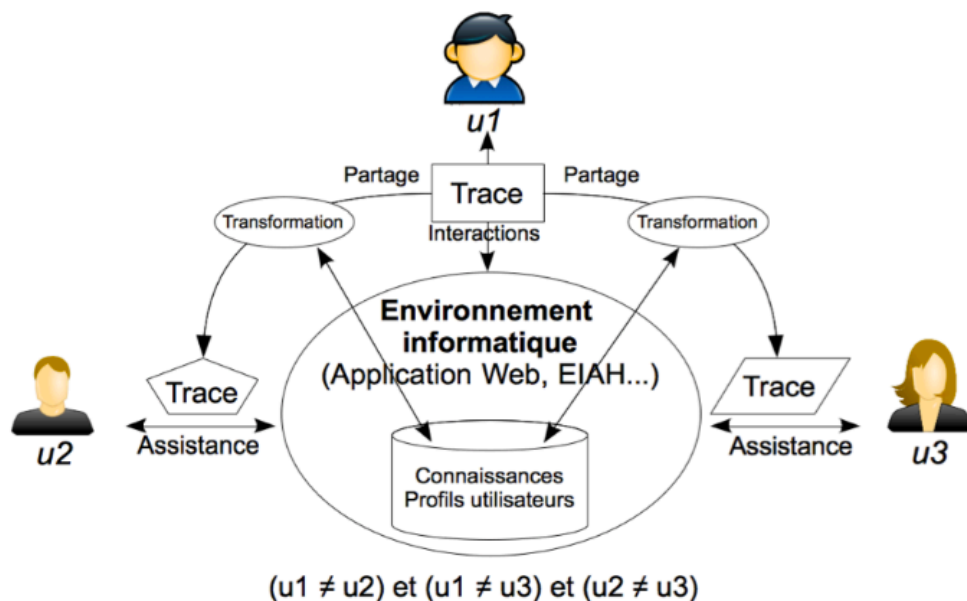 u1
Partage
Partage
Trace
Transformation
Transformation
Interactions
Environnement
informatique
(Application Web, EIAH...)
Trace
Trace
u2
Assistance
Assistance
u3
Connaissances
Profils utilisateurs
(u1 ≠ u2) et (u1 ≠ u3) et (u2 ≠ u3)